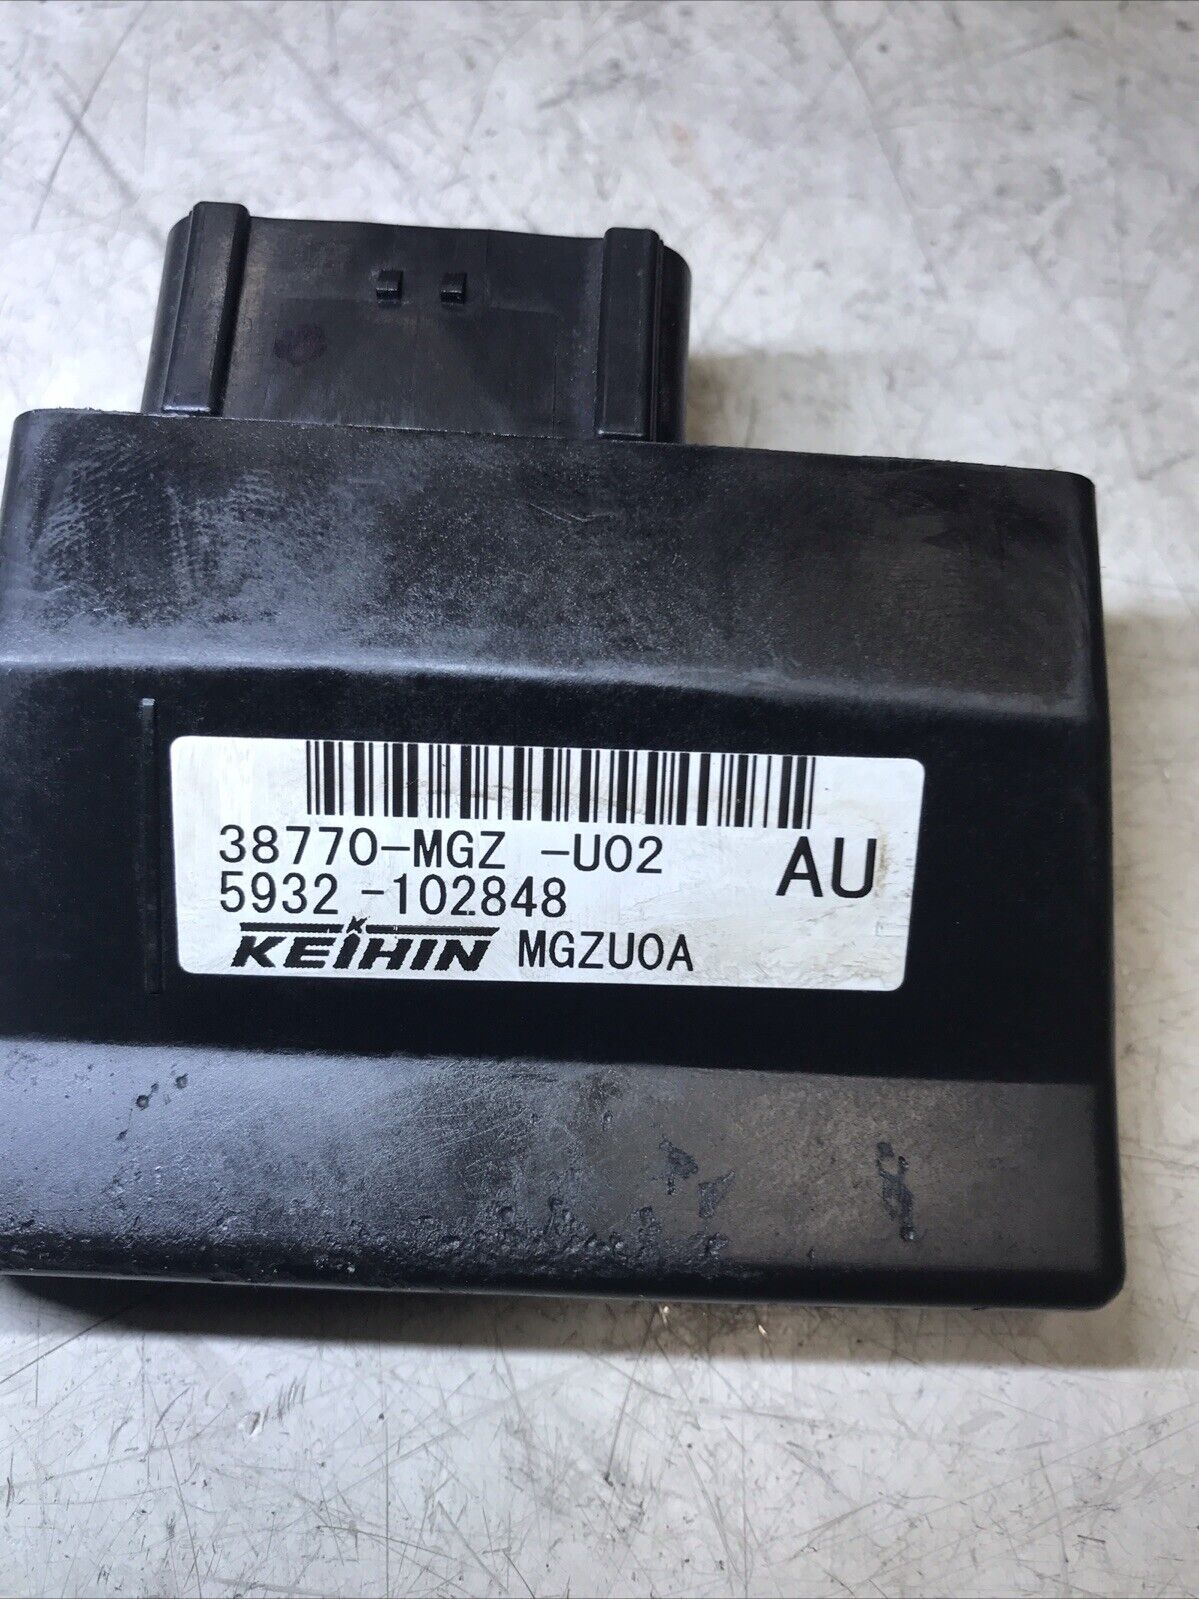 38770-MGZ -U02
AU
5932 -102848
KEIHIN MGZU0A